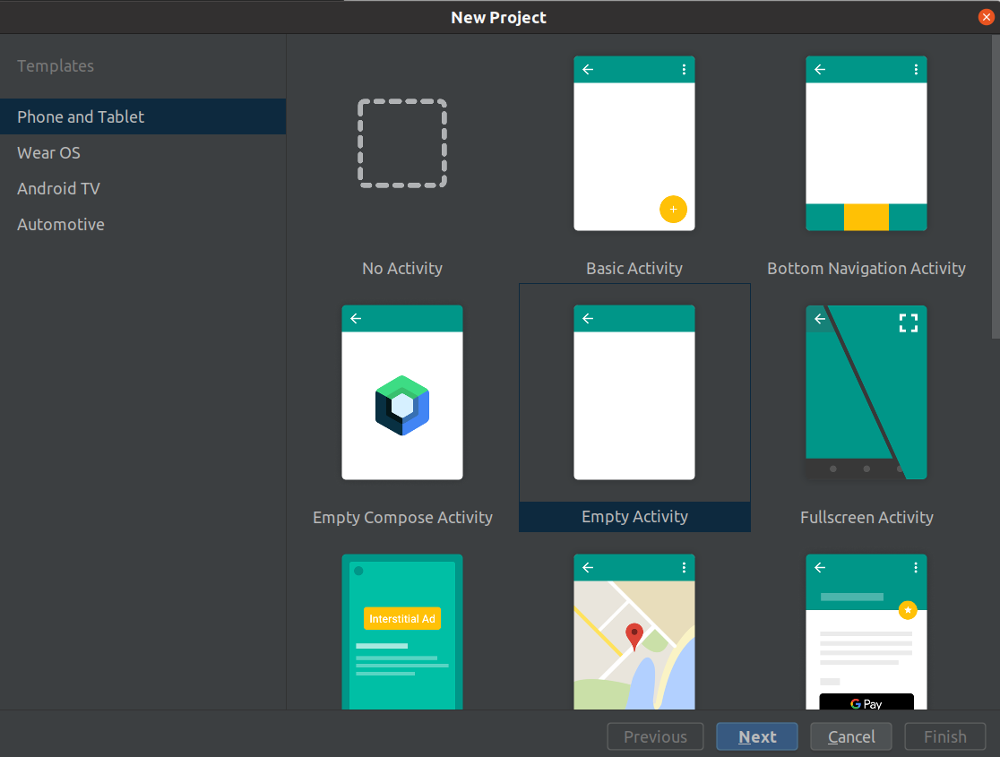 New Project
Templates
Phone and Tablet
Wear OS
Android TV
Automotive
No Activity
Basic Activity
Bottom Navigation Activity
Empty Compose Activity
Empty Activity
Fullscreen Activity
Interstitial Ad
G Pay
Previous
Next
Cancel
Finish